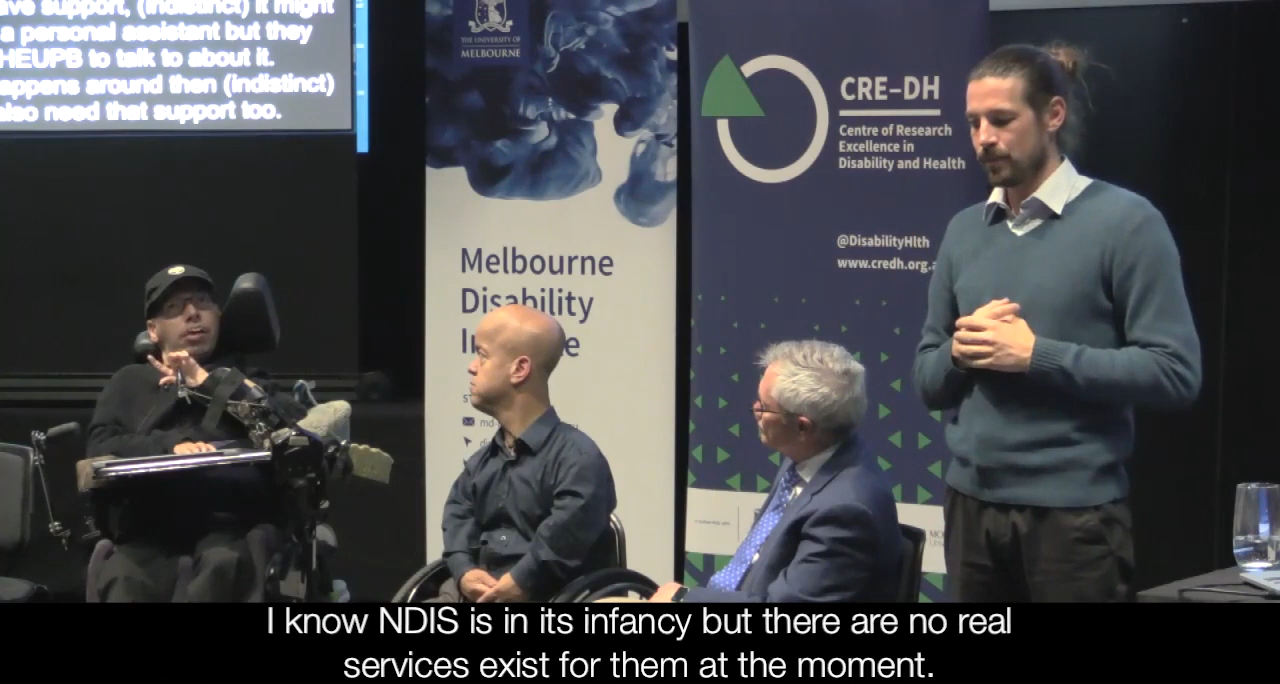 ave support, (indistinct) it might
a personal assistant but they
HEUPB to talk to about it.
appens around then (indistinct)
also need that support too.
THE UNIVERSITY OF
MELBOURNE
Melbourne
Disability
CRE-DH
Centre of Research
Excellence in
Disability and Health
@DisabilityHlth
www.credh.org.a
I know NDIS is in its infancy but there are no real
services exist for them at the moment.